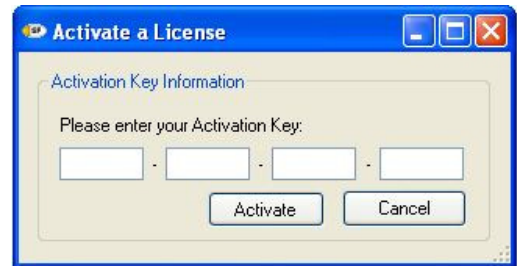 Activate a License
Activation Key Information
Please enter your Activation Key:
- - -
Activate Cancel